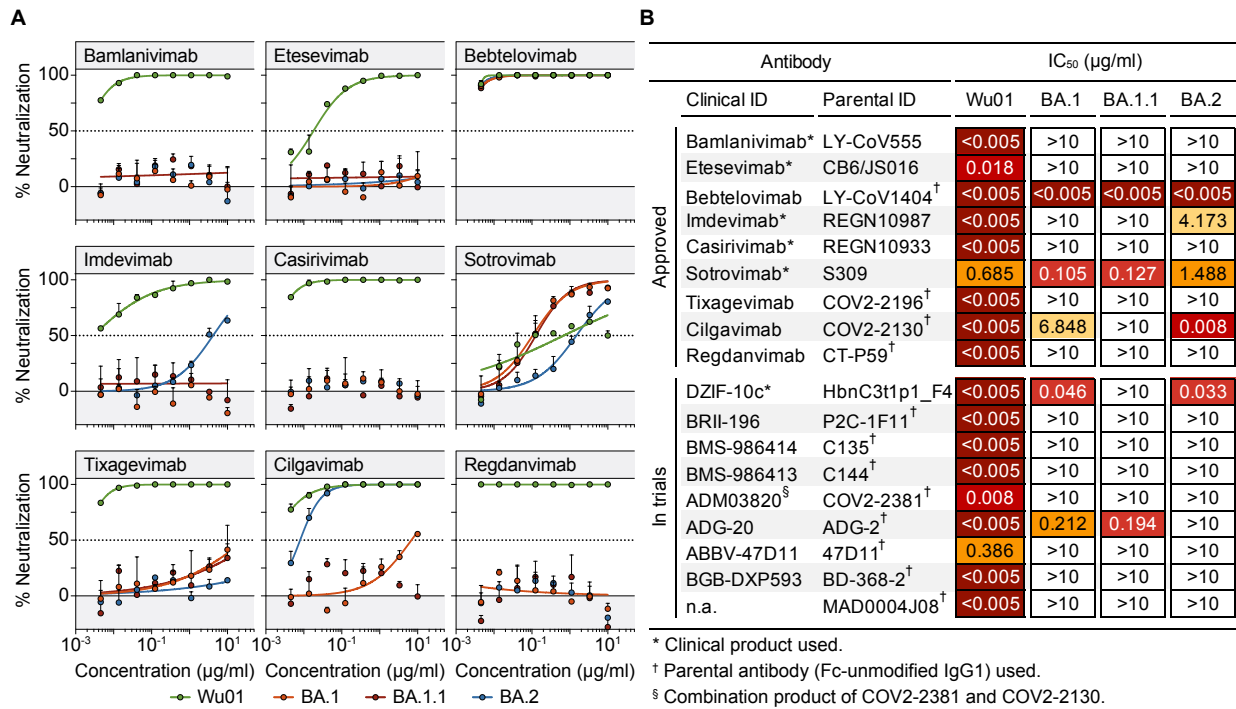 A
Bamlanivimab
Etesevimab
Bebtelovimab
% Neutralization
100
50
0
Imdevimab
Casirivimab
Sotrovimab
% Neutralization
100
50
0
Tixagevimab
Cilgavimab
Regdanvimab
% Neutralization
100
50
0
10⁻³ 10⁻¹ 10¹ 10⁻³ 10⁻¹ 10¹ 10⁻³ 10⁻¹ 10¹
Concentration (µg/ml) Concentration (µg/ml) Concentration (µg/ml)
Wu01 BA.1 BA.1.1 BA.2
B
Antibody IC₅₀ (µg/ml)
Clinical ID Parental ID Wu01 BA.1 BA.1.1 BA.2
Approved
Bamlanivimab* LY-CoV555 <0.005 >10 >10 >10
Etesevimab* CB6/JS016 0.018 >10 >10 >10
Bebtelovimab LY-CoV1404† <0.005 <0.005 <0.005 <0.005
Imdevimab* REGN10987 <0.005 >10 >10 4.173
Casirivimab* REGN10933 <0.005 >10 >10 >10
Sotrovimab* S309 0.685 0.105 0.127 1.488
Tixagevimab COV2-2196† <0.005 >10 >10 >10
Cilgavimab COV2-2130† <0.005 6.848 >10 0.008
Regdanvimab CT-P59† <0.005 >10 >10 >10
In trials
DZIF-10c* HbnC3t1p1_F4 <0.005 0.046 >10 0.033
BRII-196 P2C-1F11† <0.005 >10 >10 >10
BMS-986414 C135† <0.005 >10 >10 >10
BMS-986413 C144† <0.005 >10 >10 >10
ADM03820§ COV2-2381† 0.008 >10 >10 >10
ADG-20 ADG-2† <0.005 0.212 0.194 >10
ABBV-47D11 47D11† 0.386 >10 >10 >10
BGB-DXP593 BD-368-2† <0.005 >10 >10 >10
n.a. MAD0004J08† <0.005 >10 >10 >10
* Clinical product used.
† Parental antibody (Fc-unmodified IgG1) used.
§ Combination product of COV2-2381 and COV2-2130.